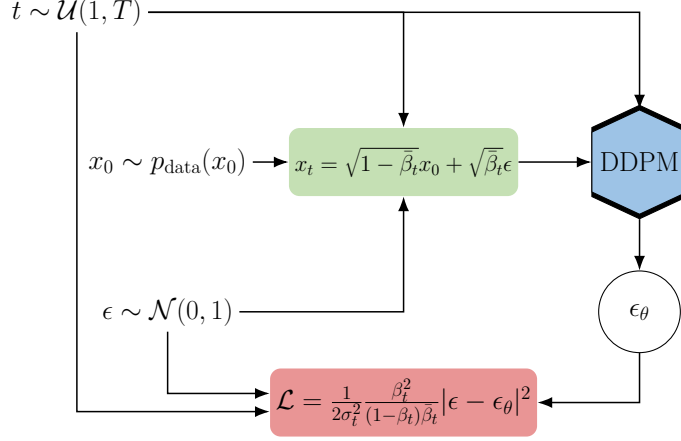 t ∼ 𝒰(1, T)
x₀ ∼ p_data(x₀)
x_t = √(1 − β̄_t)x₀ + √(β̄_t)ϵ
DDPM
ϵ ∼ 𝒩(0, 1)
ϵ_θ
ℒ = 1/(2σ_t²) β_t²/((1−β_t)β̄_t) |ϵ − ϵ_θ|²